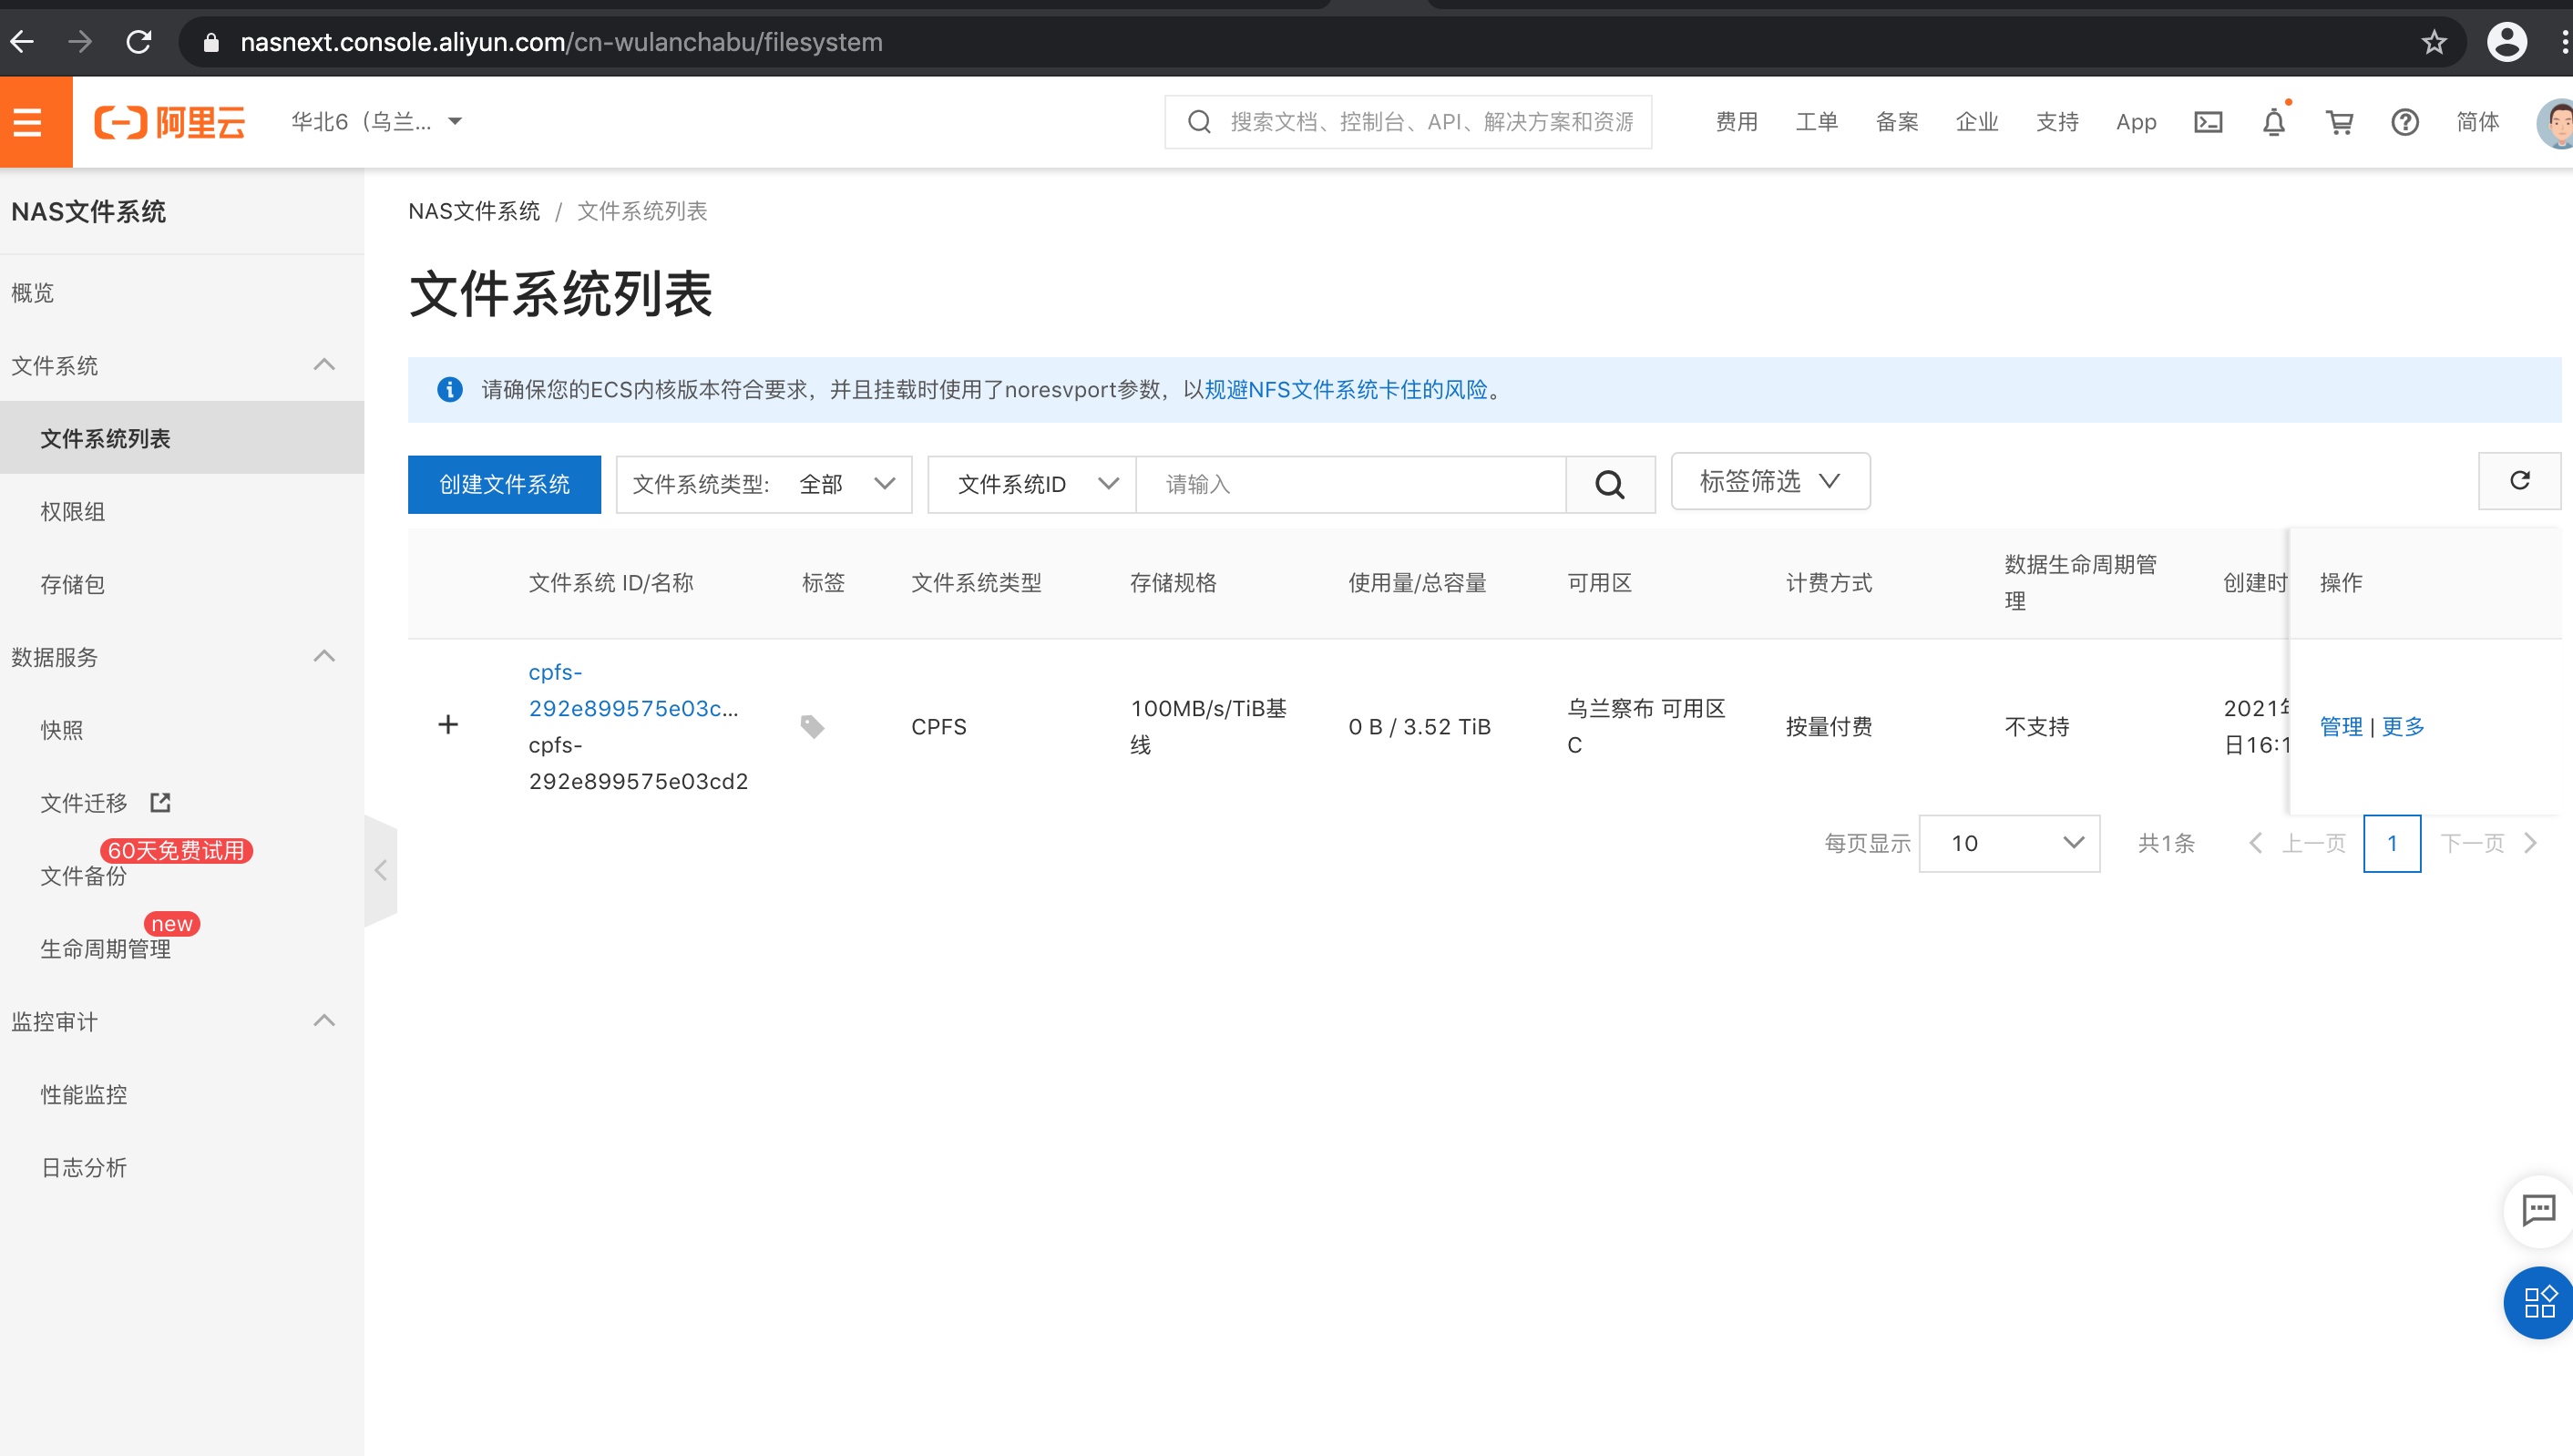 nasnext.console.aliyun.com/cn-wulanchabu/filesystem
阿里云
华北6（乌兰...
搜索文档、控制台、API、解决方案和资源
费用
工单
备案
企业
支持
App
简体
NAS文件系统
概览
文件系统
文件系统列表
权限组
存储包
数据服务
快照
文件迁移
60天免费试用
文件备份
new
生命周期管理
监控审计
性能监控
日志分析
NAS文件系统 / 文件系统列表
文件系统列表
请确保您的ECS内核版本符合要求，并且挂载时使用了noresvport参数，以规避NFS文件系统卡住的风险。
创建文件系统
文件系统类型: 全部
文件系统ID
请输入
标签筛选
文件系统 ID/名称
标签
文件系统类型
存储规格
使用量/总容量
可用区
计费方式
数据生命周期管
理
创建时
操作
cpfs-
292e899575e03c...
cpfs-
292e899575e03cd2
CPFS
100MB/s/TiB基
线
0 B / 3.52 TiB
乌兰察布 可用区
C
按量付费
不支持
2021年
日16:1
管理 | 更多
每页显示
10
共1条
上一页
1
下一页